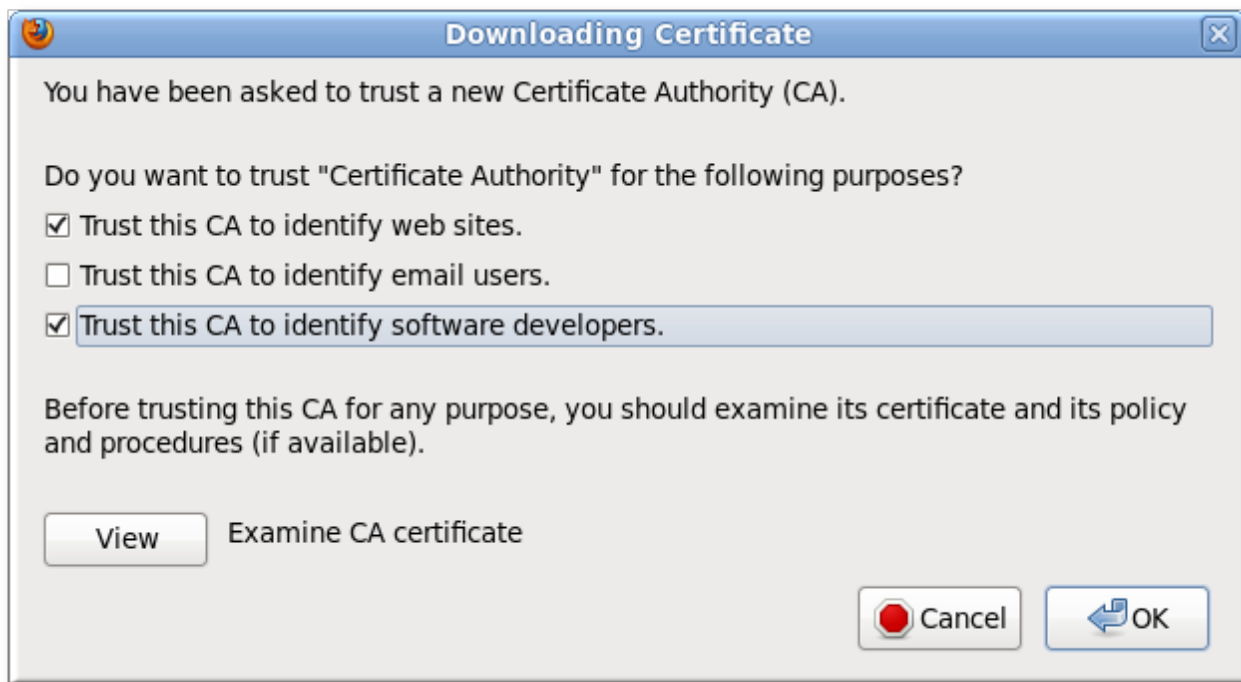 Downloading Certificate
You have been asked to trust a new Certificate Authority (CA).
Do you want to trust "Certificate Authority" for the following purposes?
Trust this CA to identify web sites.
Trust this CA to identify email users.
Trust this CA to identify software developers.
Before trusting this CA for any purpose, you should examine its certificate and its policy
and procedures (if available).
View Examine CA certificate
Cancel OK